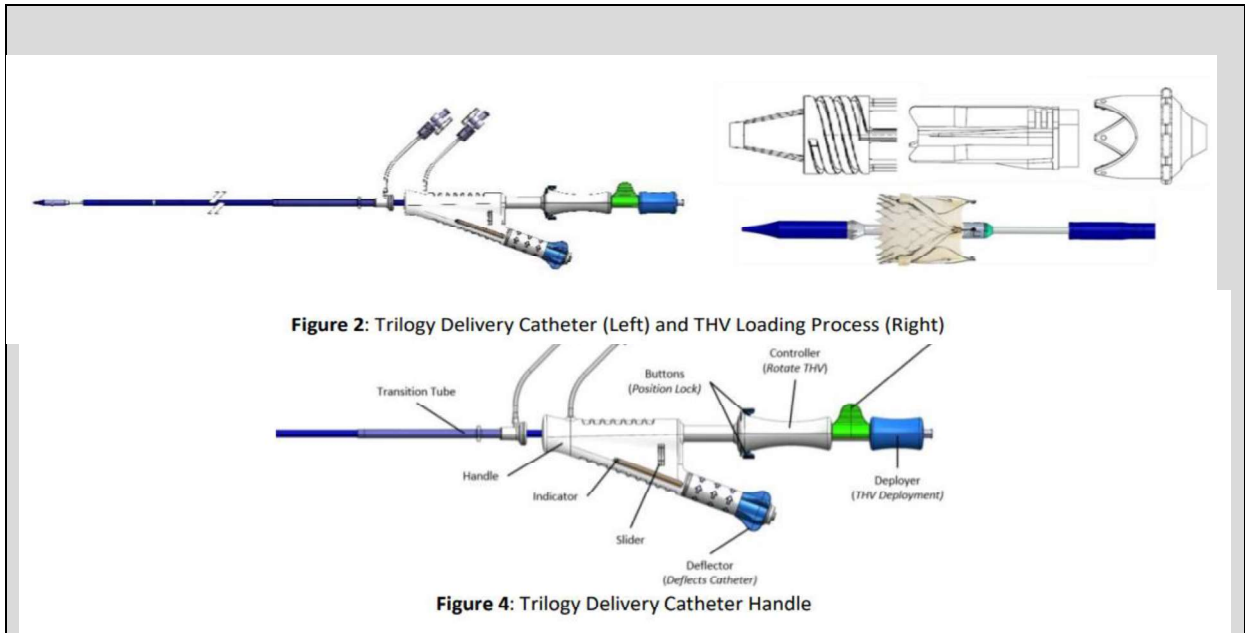 Figure 2: Trilogy Delivery Catheter (Left) and THV Loading Process (Right)
Controller
(Rotate THV)
Buttons
(Position Lock)
Transition Tube
Handle
Indicator
Slider
Deployer
(THV Deployment)
Deflector
(Deflects Catheter)
Figure 4: Trilogy Delivery Catheter Handle